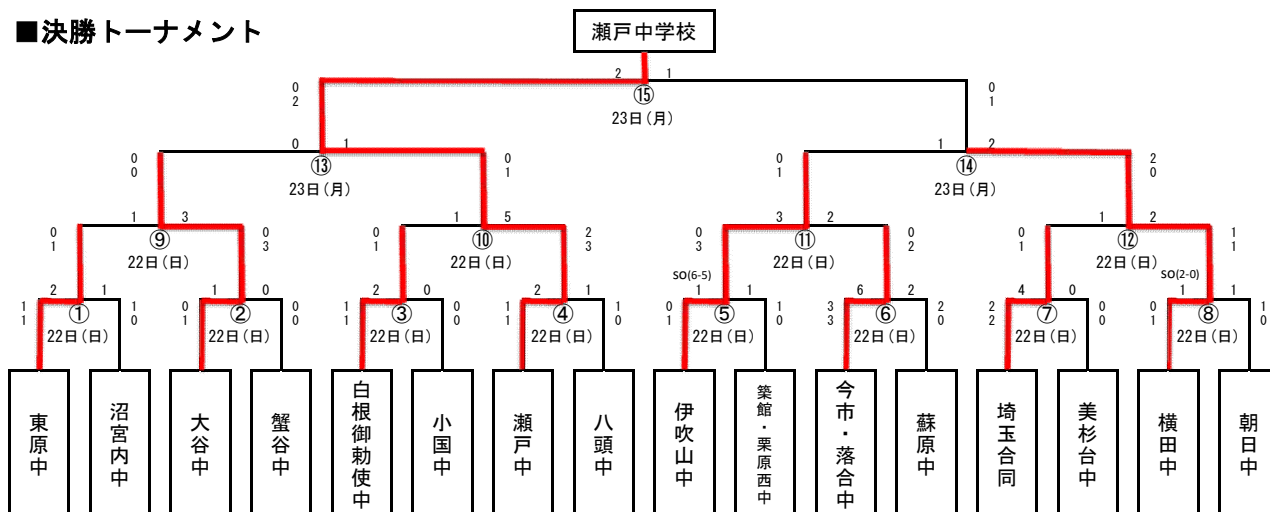 ■決勝トーナメント
瀬戸中学校
2 1
0 0
2 1
⑮
23日(月)
0 1 1 2
0 0 0 2
0 1 1 0
⑬ ⑭
23日(月) 23日(月)
1 3 1 5 3 2 1 2
0 0 0 2 0 0 0 1
1 3 1 3 3 2 1 1
⑨ ⑩ ⑪ ⑫
22日(日) 22日(日) 22日(日) 22日(日)
SO(6-5) SO(2-0)
2 1 1 0 2 0 2 1 1 1 6 2 4 0 1 1
1 1 0 0 1 0 1 1 0 1 3 2 2 0 0 1
1 0 1 0 1 0 1 0 1 0 3 0 2 0 1 0
① ② ③ ④ ⑤ ⑥ ⑦ ⑧
22日(日) 22日(日) 22日(日) 22日(日) 22日(日) 22日(日) 22日(日) 22日(日)
東原中
沼宮内中
大谷中
蟹谷中
白根御勅使中
小国中
瀬戸中
八頭中
伊吹山中
築館・栗原西中
今市・落合中
蘇原中
埼玉合同
美杉台中
横田中
朝日中